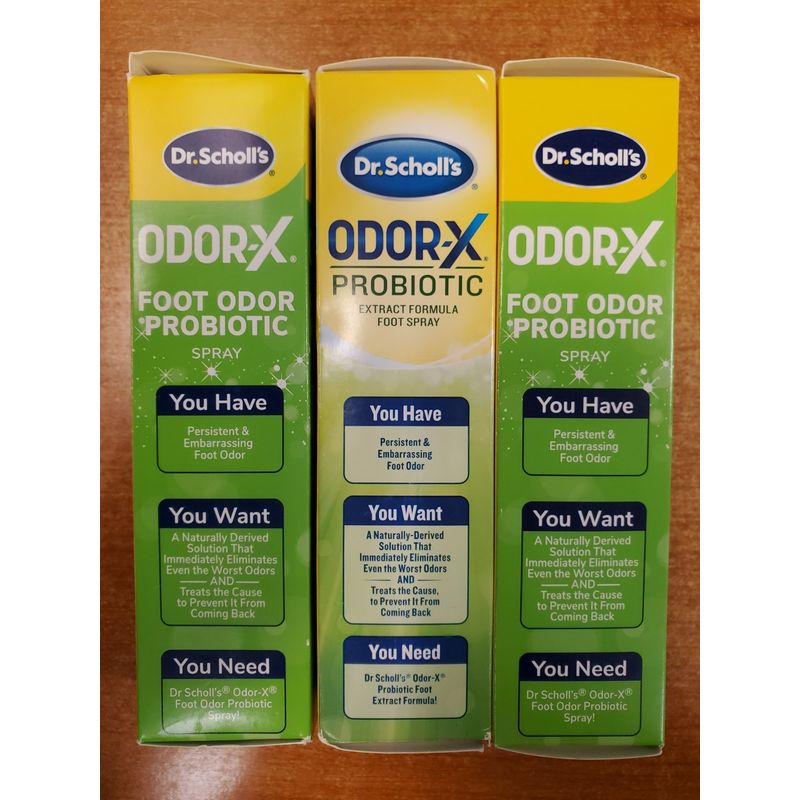 Dr.Scholl's®
ODOR-X®
FOOT ODOR
PROBIOTIC
SPRAY
You Have
Persistent &
Embarrassing
Foot Odor
You Want
A Naturally Derived
Solution That
Immediately Eliminates
Even the Worst Odors
AND
Treats the Cause
to Prevent It From
Coming Back
You Need
Dr Scholl's® Odor-X®
Foot Odor Probiotic
Spray!
Dr.Scholl's®
ODOR-X®
PROBIOTIC
EXTRACT FORMULA
FOOT SPRAY
You Have
Persistent &
Embarrassing
Foot Odor
You Want
A Naturally-Derived
Solution That
Immediately Eliminates
Even the Worst Odors
AND
Treats the Cause,
to Prevent It From
Coming Back
You Need
Dr Scholl's® Odor-X®
Probiotic Foot
Extract Formula!
Dr.Scholl's®
ODOR-X®
FOOT ODOR
PROBIOTIC
SPRAY
You Have
Persistent &
Embarrassing
Foot Odor
You Want
A Naturally Derived
Solution That
Immediately Eliminates
Even the Worst Odors
AND
Treats the Cause
to Prevent It From
Coming Back
You Need
Dr Scholl's® Odor-X®
Foot Odor Probiotic
Spray!